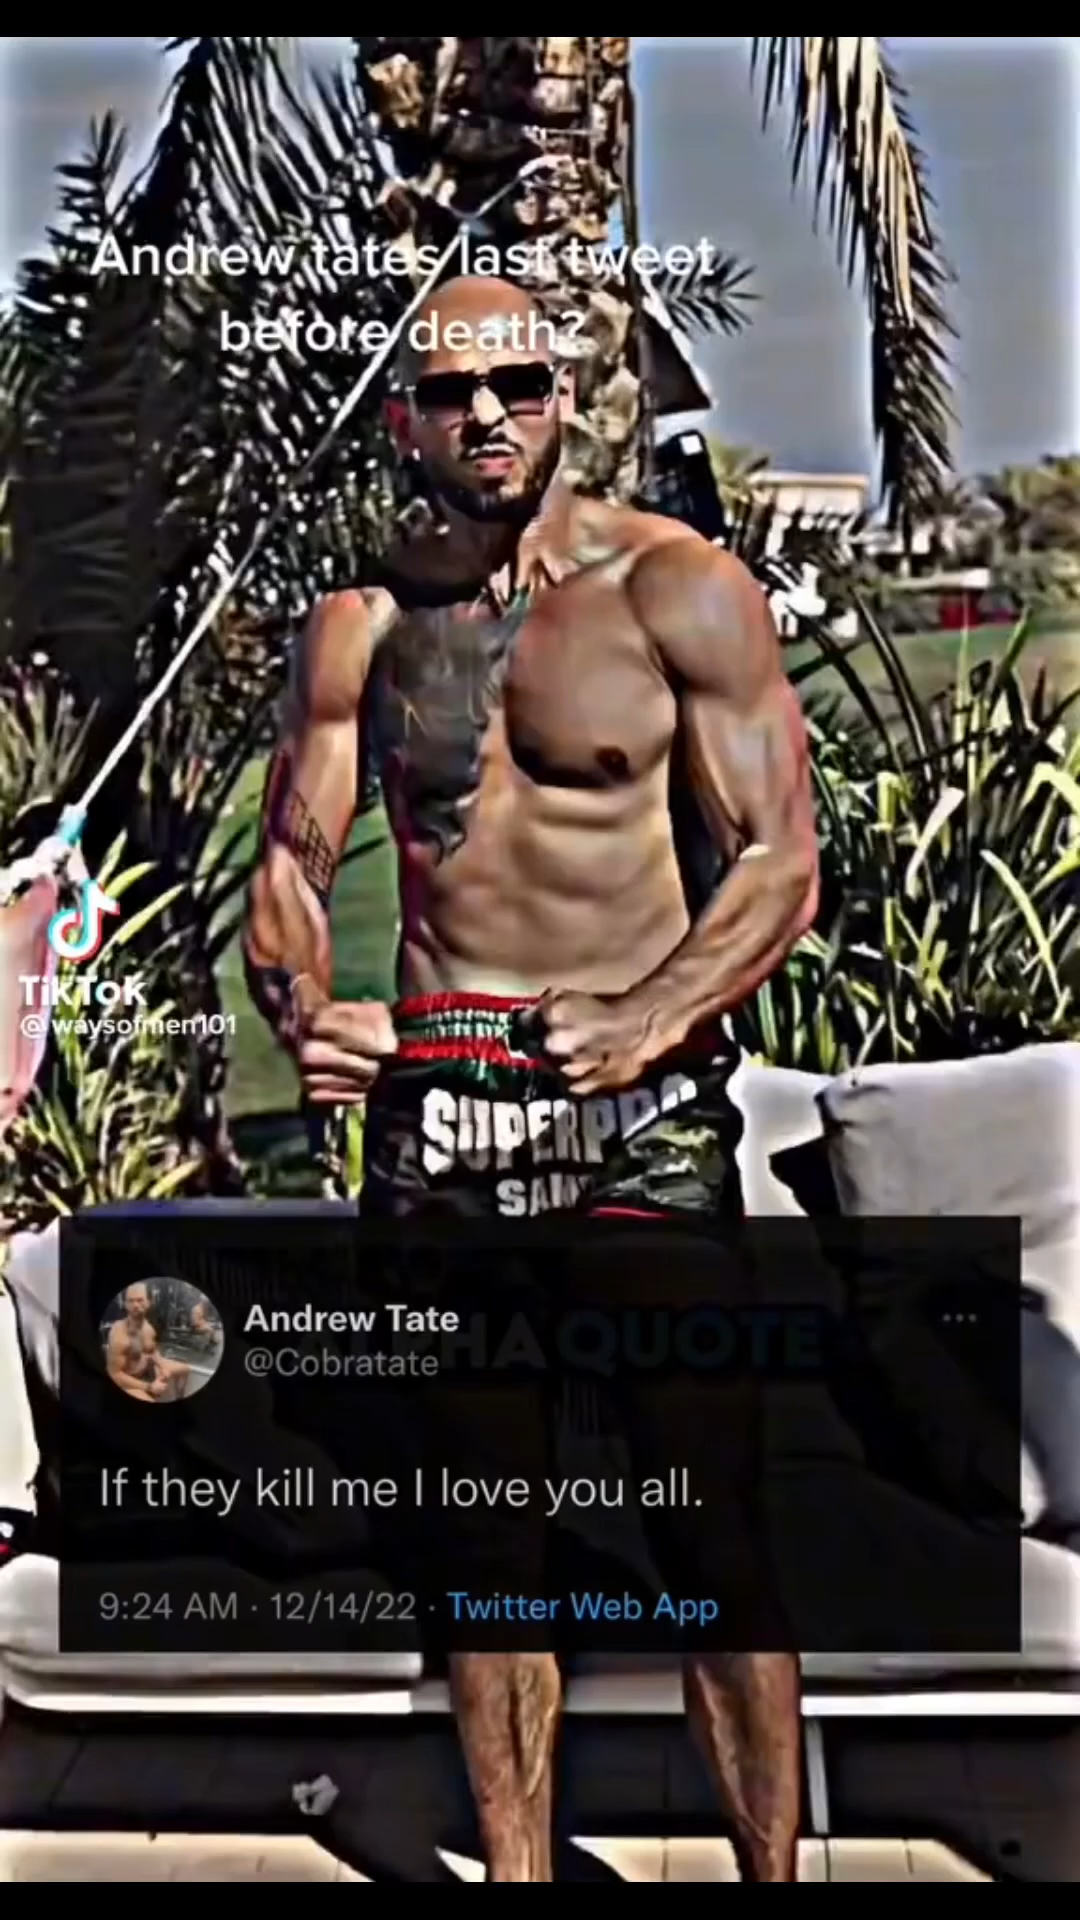 Andrew tates last tweet
before death?
TikTok
@waysofmen101
SUPERPRO
Andrew Tate
@Cobratate
QUOTE
If they kill me I love you all.
9:24 AM · 12/14/22 · Twitter Web App